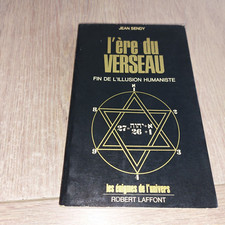 JEAN SENDY
l'ère du
VERSEAU
FIN DE L'ILLUSION HUMANISTE
les énigmes de l'univers
ROBERT LAFFONT